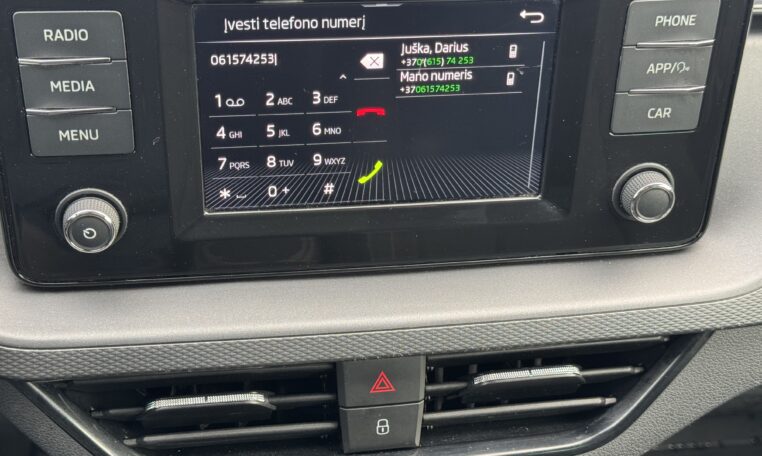 RADIO
MEDIA
MENU
Įvesti telefono numerį
061574253
Juška, Darius
+370(615) 74 253
Mano numeris
+37061574253
1
2 ABC
3 DEF
4 GHI
5 JKL
6 MNO
7 PQRS
8 TUV
9 WXYZ
*
0 +
#
PHONE
APP/
CAR